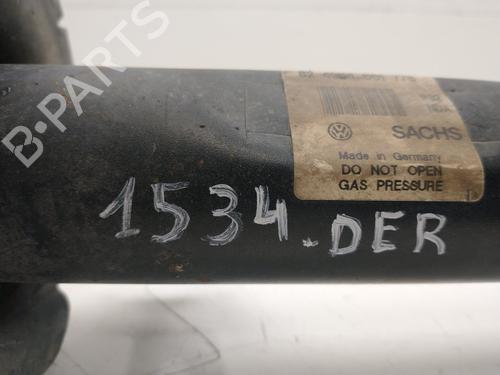 B-PARTS
SACHS
Made in Germany
DO NOT OPEN
GAS PRESSURE
1534.DER